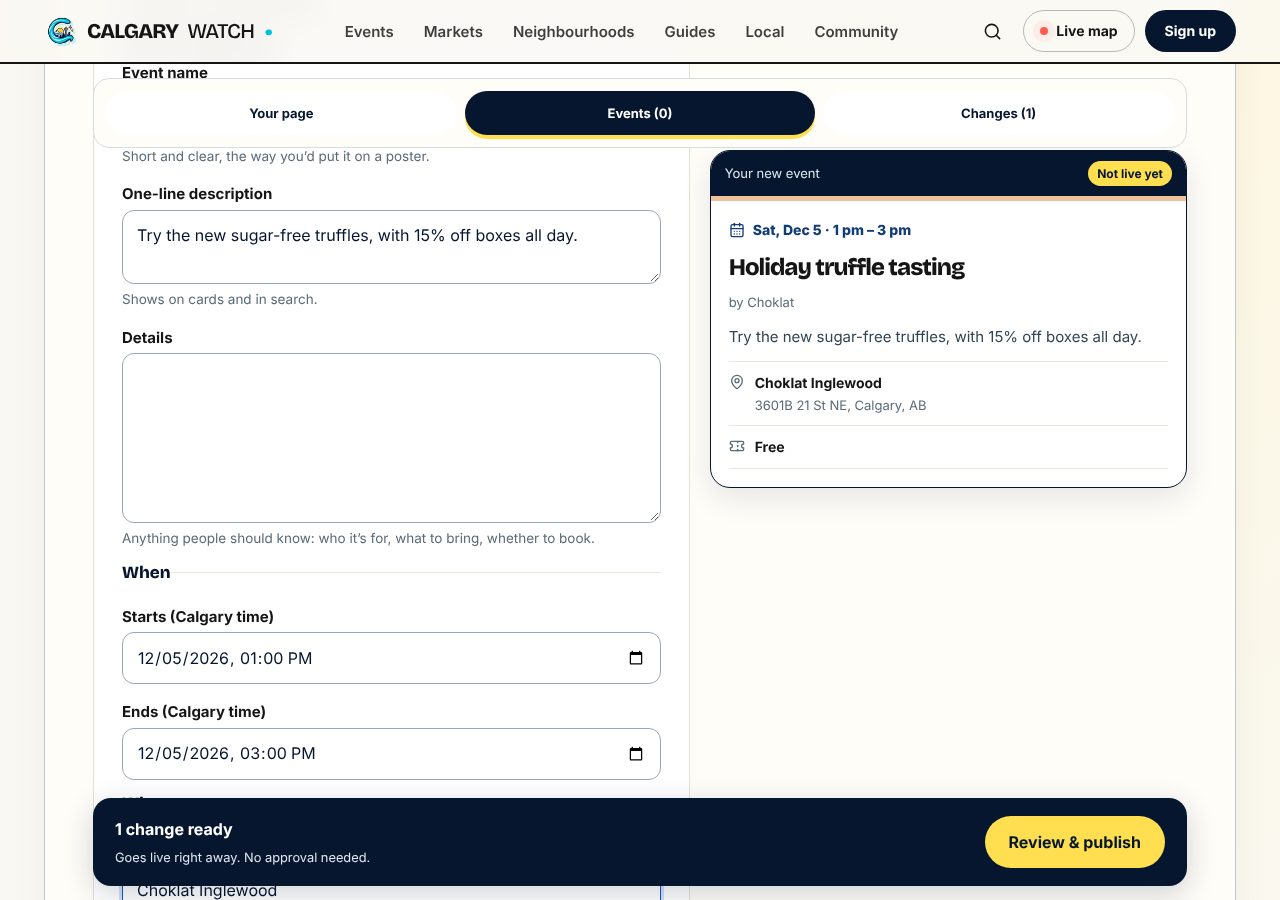 CALGARY WATCH
Events
Markets
Neighbourhoods
Guides
Local
Community
Live map
Sign up
Event name
Your page
Events (0)
Changes (1)
Short and clear, the way you’d put it on a poster.
One-line description
Try the new sugar-free truffles, with 15% off boxes all day.
Shows on cards and in search.
Details
Anything people should know: who it’s for, what to bring, whether to book.
When
Starts (Calgary time)
12/05/2026, 01:00 PM
Ends (Calgary time)
12/05/2026, 03:00 PM
Your new event
Not live yet
Sat, Dec 5 · 1 pm – 3 pm
Holiday truffle tasting
by Choklat
Try the new sugar-free truffles, with 15% off boxes all day.
Choklat Inglewood
3601B 21 St NE, Calgary, AB
Free
1 change ready
Goes live right away. No approval needed.
Review & publish
Choklat Inglewood